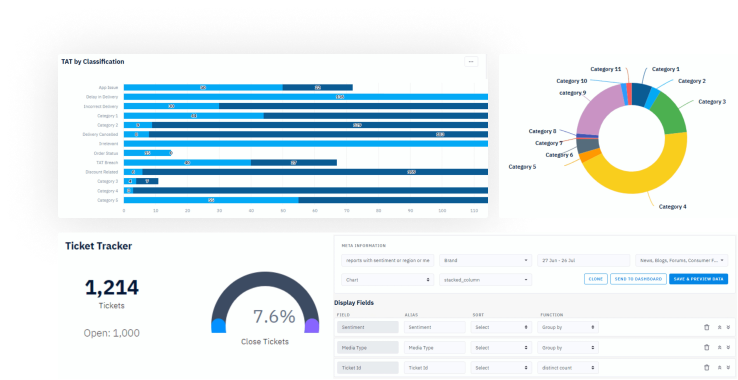 TAT by Classification
App Issue
22
Delay in Delivery
Incorrect Delivery
Category 1
Category 2
Delivery Cancelled
Order Status
TAT Breach
Discount Related
Category 3
4 7
Category 4
Category 5
55
0 10 20 30 40 50 60 70 80 90 100 110
Category 11
Category 1
Category 10
Category 2
category 9
Category 3
Category 8
Category 7
Category 6
Category 5
Category 4
Ticket Tracker
1,214
Tickets
Open: 1,000
7.6%
Close Tickets
META INFORMATION
reports with sentiment or region or me
Brand
27 Jun - 24 Jul
News, Blogs, Forums, Consumer F...
Chart
stacked_column
CLONE
SEND TO DASHBOARD
SAVE & PREVIEW DATA
Display Fields
FIELD ALIAS SORT FUNCTION
Sentiment Sentiment Select Group by
Media Type Media Type Select Group by
Ticket Id Ticket Id Select distinct count